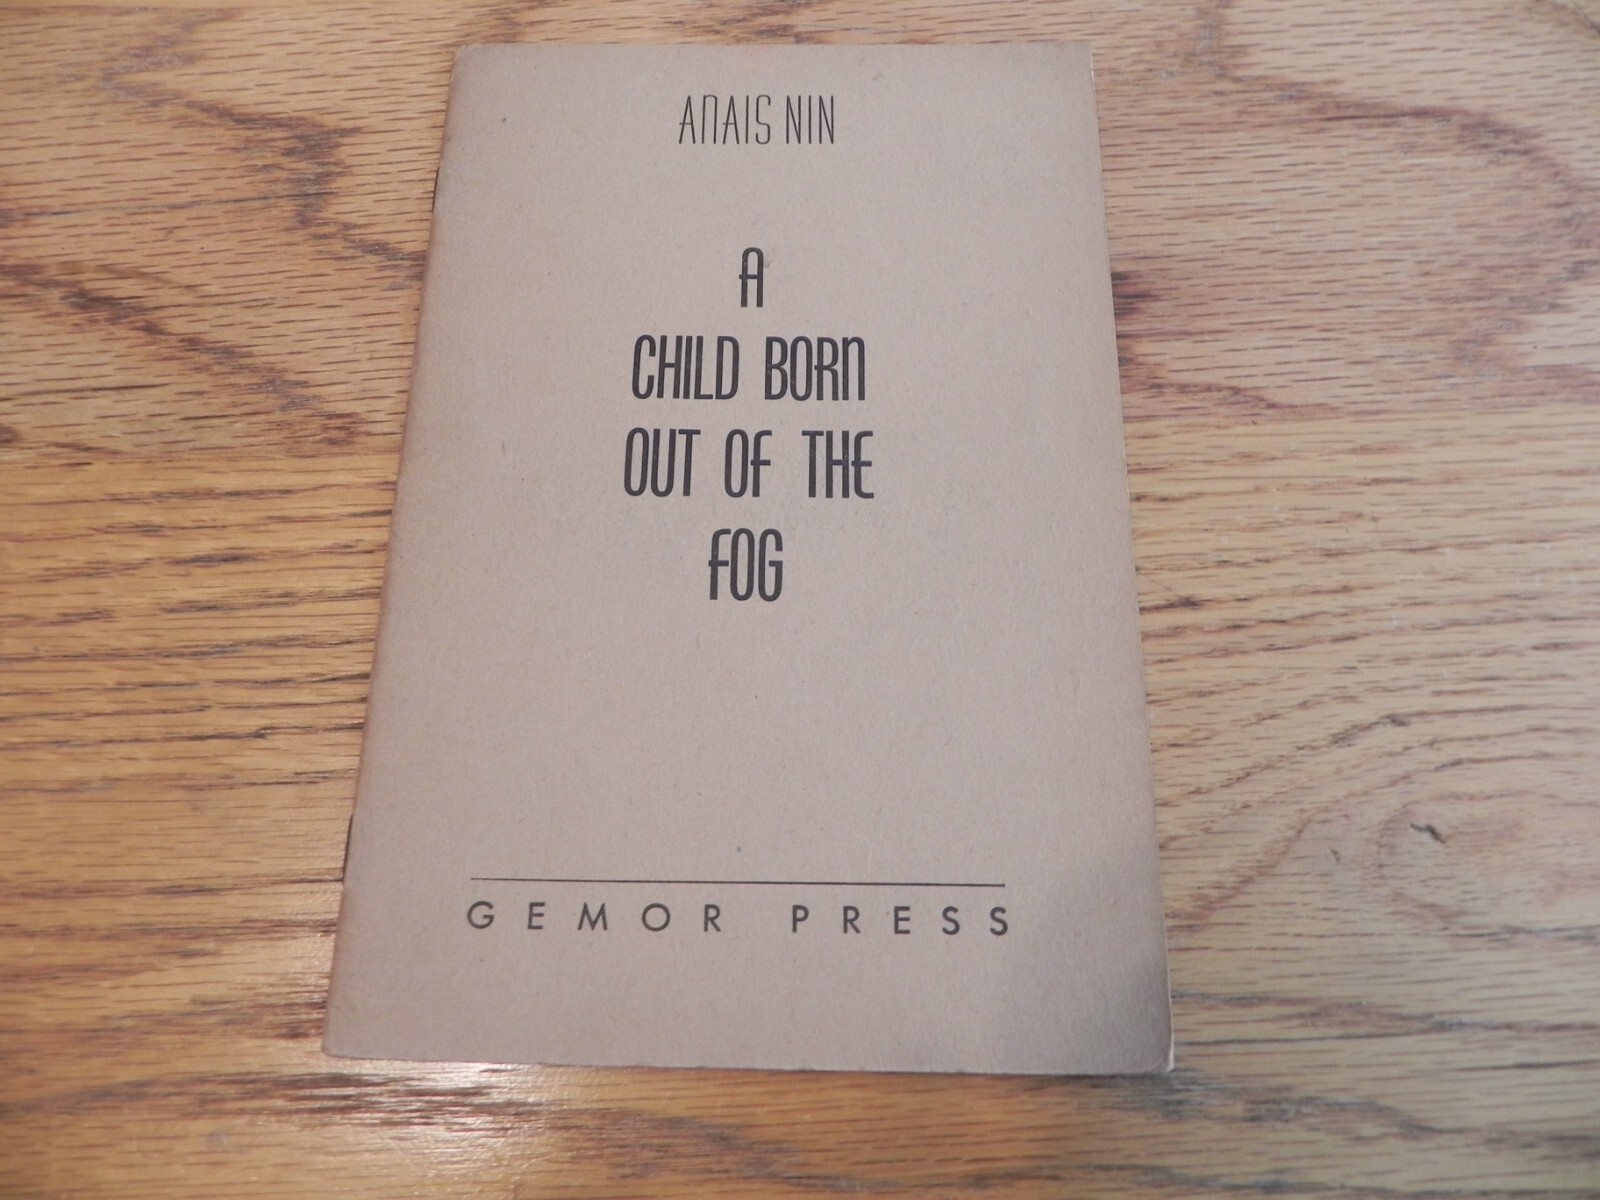 ANAIS NIN
A
CHILD BORN
OUT OF THE
FOG
GEMOR PRESS